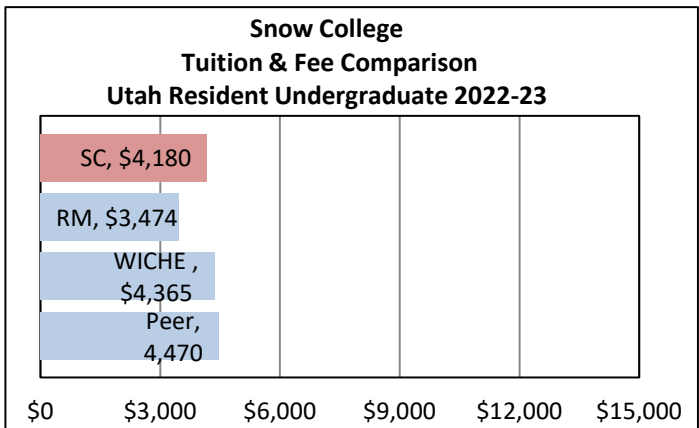 Snow College
Tuition & Fee Comparison
Utah Resident Undergraduate 2022-23
SC, $4,180
RM, $3,474
WICHE ,
$4,365
Peer,
4,470
$0 $3,000 $6,000 $9,000 $12,000 $15,000